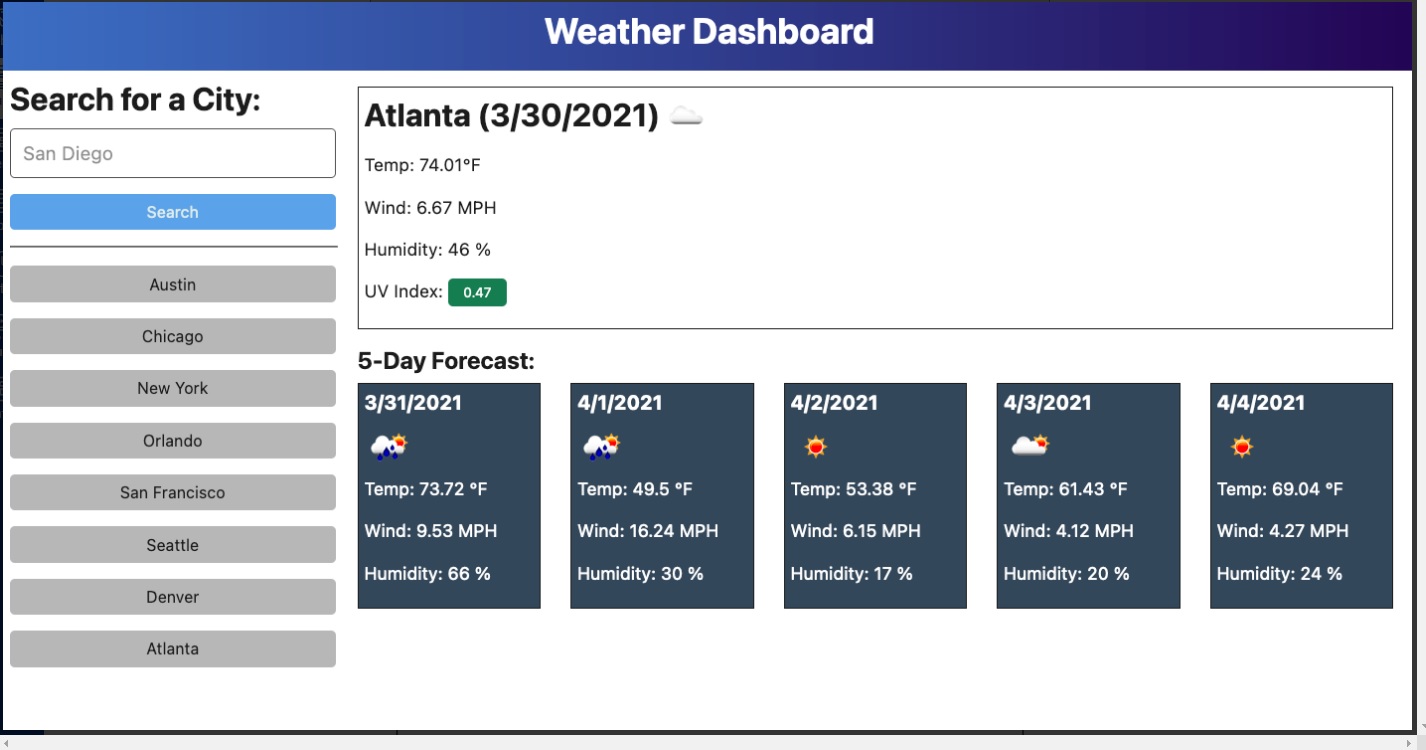 Weather Dashboard
Search for a City:
San Diego
Search
Austin
Chicago
New York
Orlando
San Francisco
Seattle
Denver
Atlanta
Atlanta (3/30/2021)
Temp: 74.01°F
Wind: 6.67 MPH
Humidity: 46 %
UV Index: 0.47
5-Day Forecast:
3/31/2021
Temp: 73.72 °F
Wind: 9.53 MPH
Humidity: 66 %
4/1/2021
Temp: 49.5 °F
Wind: 16.24 MPH
Humidity: 30 %
4/2/2021
Temp: 53.38 °F
Wind: 6.15 MPH
Humidity: 17 %
4/3/2021
Temp: 61.43 °F
Wind: 4.12 MPH
Humidity: 20 %
4/4/2021
Temp: 69.04 °F
Wind: 4.27 MPH
Humidity: 24 %